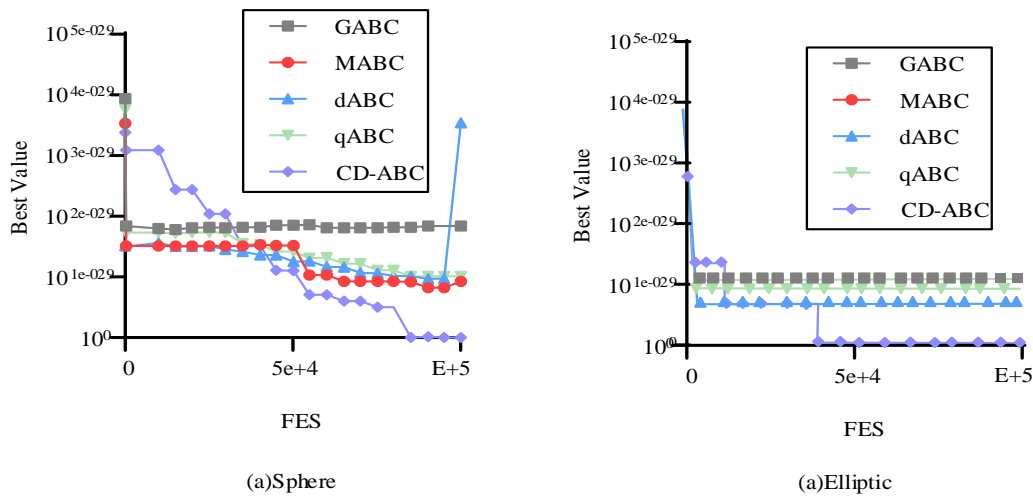 10^5e-029
10^4e-029
10^3e-029
10^2e-029
10^1e-029
10^0
Best Value
GABC
MABC
dABC
qABC
CD-ABC
0
5e+4
E+5
FES
(a)Sphere
10^5e-029
10^4e-029
10^3e-029
10^2e-029
10^1e-029
10^0
Best Value
GABC
MABC
dABC
qABC
CD-ABC
0
5e+4
E+5
FES
(a)Elliptic